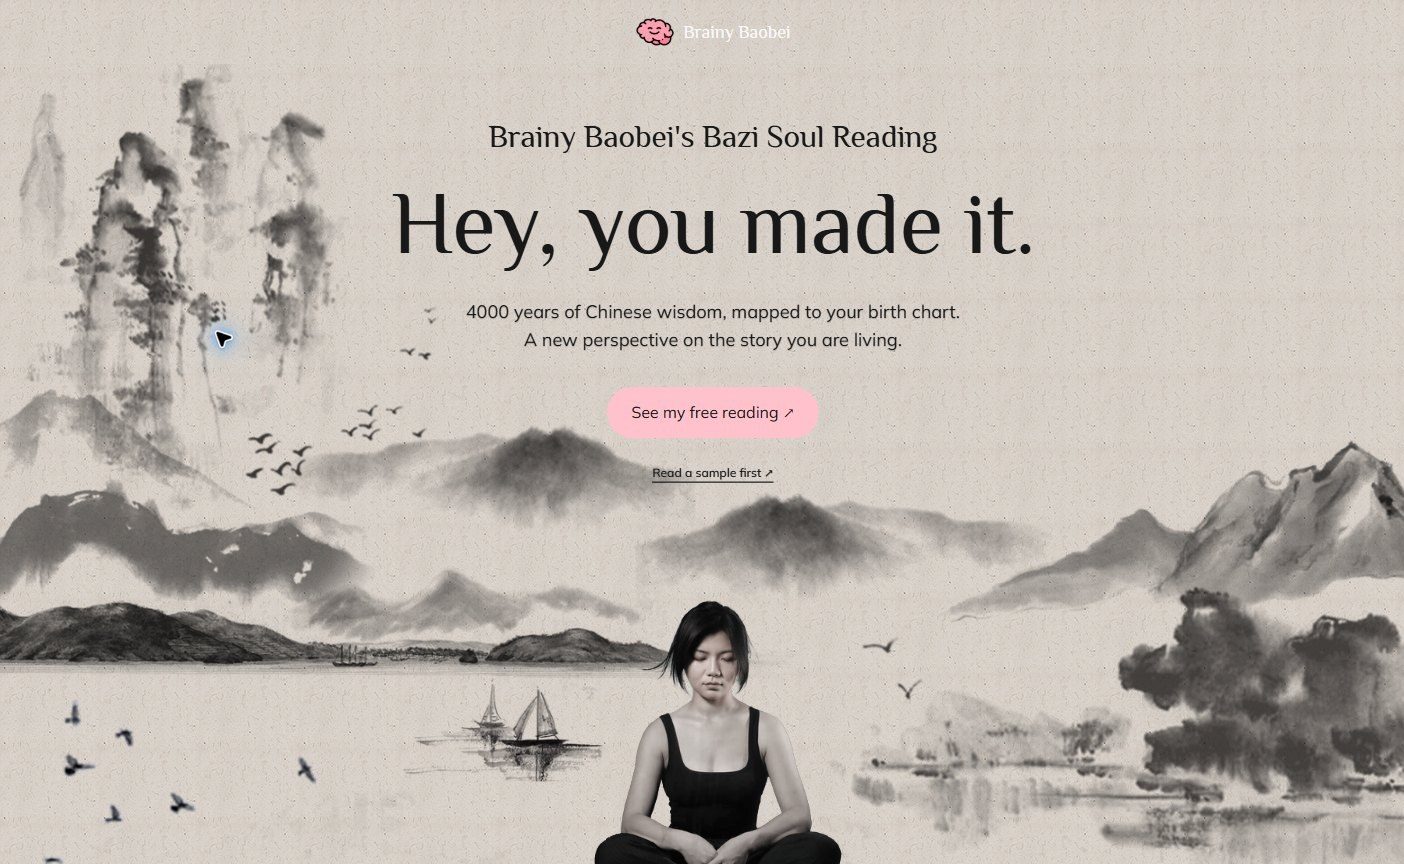 Brainy Baobei
Brainy Baobei's Bazi Soul Reading
Hey, you made it.
4000 years of Chinese wisdom, mapped to your birth chart.
A new perspective on the story you are living.
See my free reading ↗
Read a sample first ↗